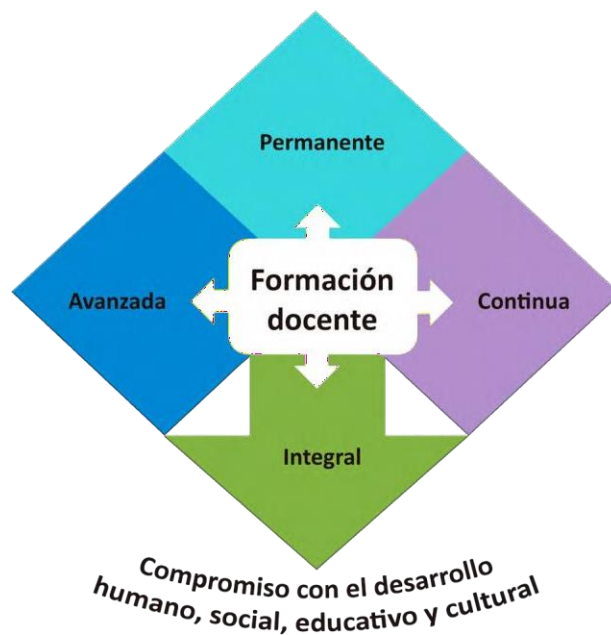 Permanente
Avanzada
Formación
docente
Continua
Integral
Compromiso con el desarrollo
humano, social, educativo y cultural